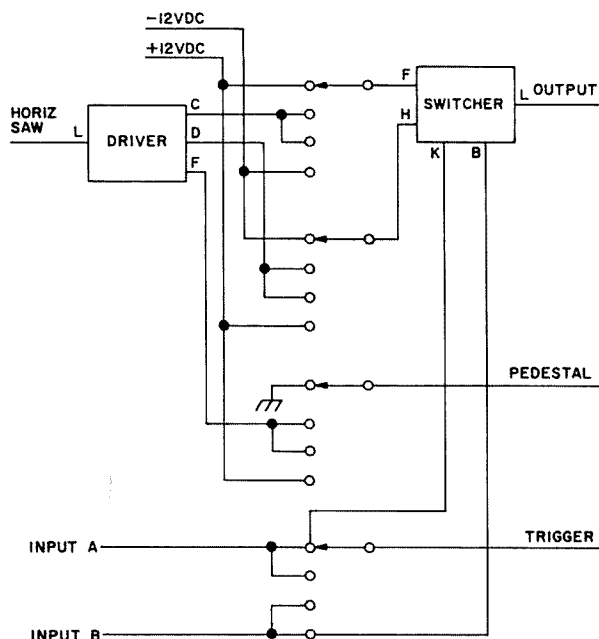 -12VDC
+12VDC
HORIZ
SAW
L
DRIVER
C
D
F
F
H
SWITCHER
L
OUTPUT
K
B
PEDESTAL
INPUT A
TRIGGER
INPUT B